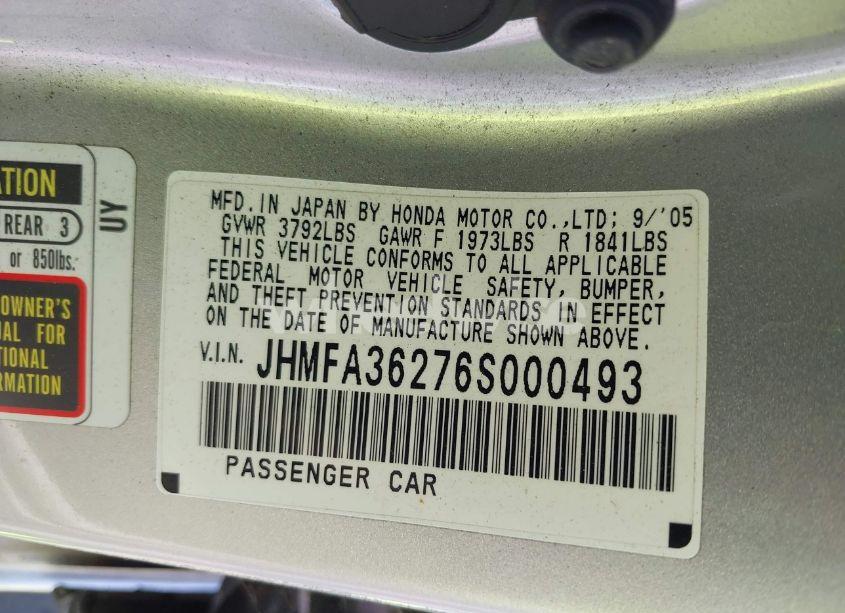 ATION
REAR 3
or 850lbs.
OWNER'S
UAL FOR
TIONAL
RMATION
UY
MFD. IN JAPAN BY HONDA MOTOR CO.,LTD; 9/'05
GVWR 3792LBS GAWR F 1973LBS R 1841LBS
THIS VEHICLE CONFORMS TO ALL APPLICABLE
FEDERAL MOTOR VEHICLE SAFETY, BUMPER,
AND THEFT PREVENTION STANDARDS IN EFFECT
ON THE DATE OF MANUFACTURE SHOWN ABOVE.
V.I.N. JHMFA36276S000493
PASSENGER CAR